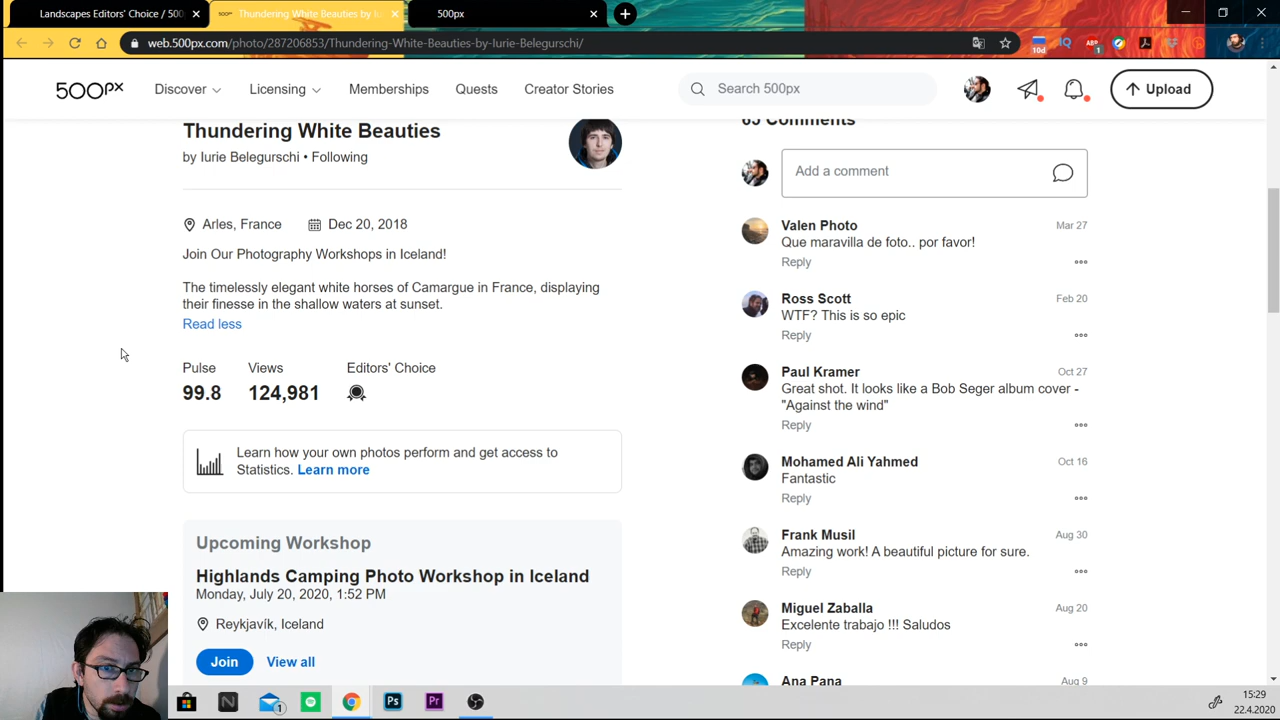 Landscapes Editors' Choice / 500
Thundering White Beauties by Iurie
500px
web.500px.com/photo/287206853/Thundering-White-Beauties-by-Iurie-Belegurschi/
10d
ABP
1
500px
Discover
Licensing
Memberships
Quests
Creator Stories
Search 500px
Upload
Thundering White Beauties
by Iurie Belegurschi • Following
Arles, France
Dec 20, 2018
Join Our Photography Workshops in Iceland!
The timelessly elegant white horses of Camargue in France, displaying
their finesse in the shallow waters at sunset.
Read less
Pulse
Views
Editors' Choice
99.8
124,981
Learn how your own photos perform and get access to
Statistics. Learn more
Upcoming Workshop
Highlands Camping Photo Workshop in Iceland
Monday, July 20, 2020, 1:52 PM
Reykjavík, Iceland
Join
View all
65 Comments
Add a comment
Valen Photo
Mar 27
Que maravilla de foto.. por favor!
Reply
Ross Scott
Feb 20
WTF? This is so epic
Reply
Paul Kramer
Oct 27
Great shot. It looks like a Bob Seger album cover -
"Against the wind"
Reply
Mohamed Ali Yahmed
Oct 16
Fantastic
Reply
Frank Musil
Aug 30
Amazing work! A beautiful picture for sure.
Reply
Miguel Zaballa
Aug 20
Excelente trabajo !!! Saludos
Reply
Ana Pana
Aug 9
N
1
Ps
Pr
15:29
22.4.2020